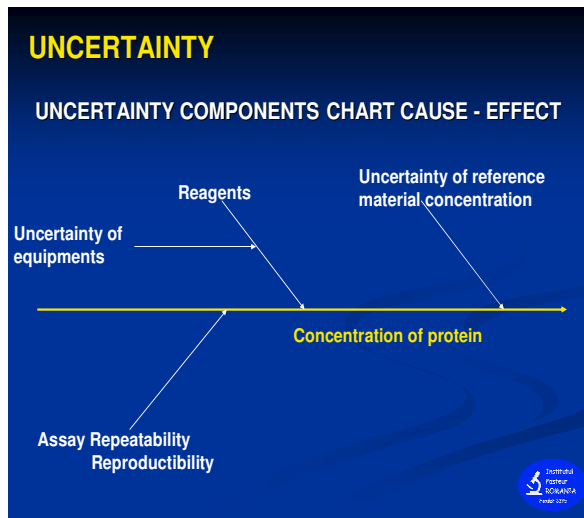 UNCERTAINTY
UNCERTAINTY COMPONENTS CHART CAUSE - EFFECT
Uncertainty of reference
material concentration
Reagents
Uncertainty of
equipments
Concentration of protein
Assay Repeatability
Reproductibility
Institutul
Pasteur
ROMANIA